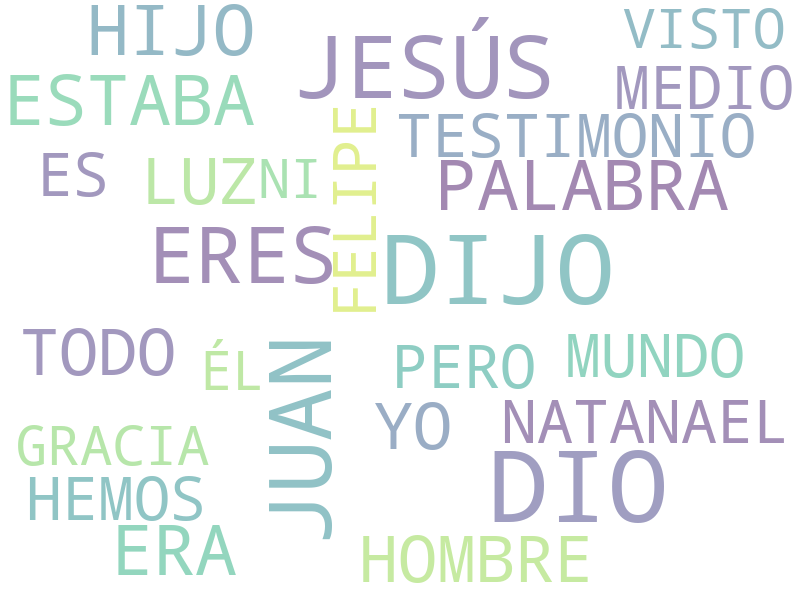 HIJO
JESÚS
VISTO
ESTABA
MEDIO
TESTIMONIO
ES
LUZ
NI
FELIPE
PALABRA
ERES
DIJO
TODO
ÉL
JUAN
PERO
MUNDO
GRACIA
YO
NATANAEL
HEMOS
DIO
ERA
HOMBRE